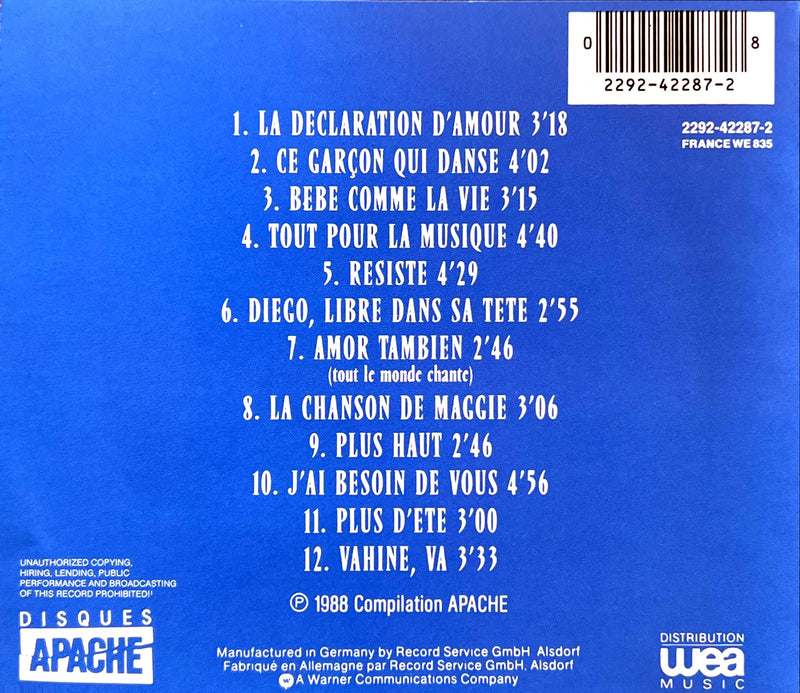 0 8
2292-42287-2
2292-42287-2
FRANCE WE 835
1. LA DECLARATION D'AMOUR 3'18
2. CE GARÇON QUI DANSE 4'02
3. BEBE COMME LA VIE 3'15
4. TOUT POUR LA MUSIQUE 4'40
5. RESISTE 4'29
6. DIEGO, LIBRE DANS SA TETE 2'55
7. AMOR TAMBIEN 2'46
(tout le monde chante)
8. LA CHANSON DE MAGGIE 3'06
9. PLUS HAUT 2'46
10. J'AI BESOIN DE VOUS 4'56
11. PLUS D'ETE 3'00
12. VAHINE, VA 3'33
℗ 1988 Compilation APACHE
UNAUTHORIZED COPYING,
HIRING, LENDING, PUBLIC
PERFORMANCE AND BROADCASTING
OF THIS RECORD PROHIBITED!
DISQUES
APACHE
Manufactured in Germany by Record Service GmbH Alsdorf
Fabriqué en Allemagne par Record Service GmbH, Alsdorf
A Warner Communications Company
DISTRIBUTION
wea
MUSIC